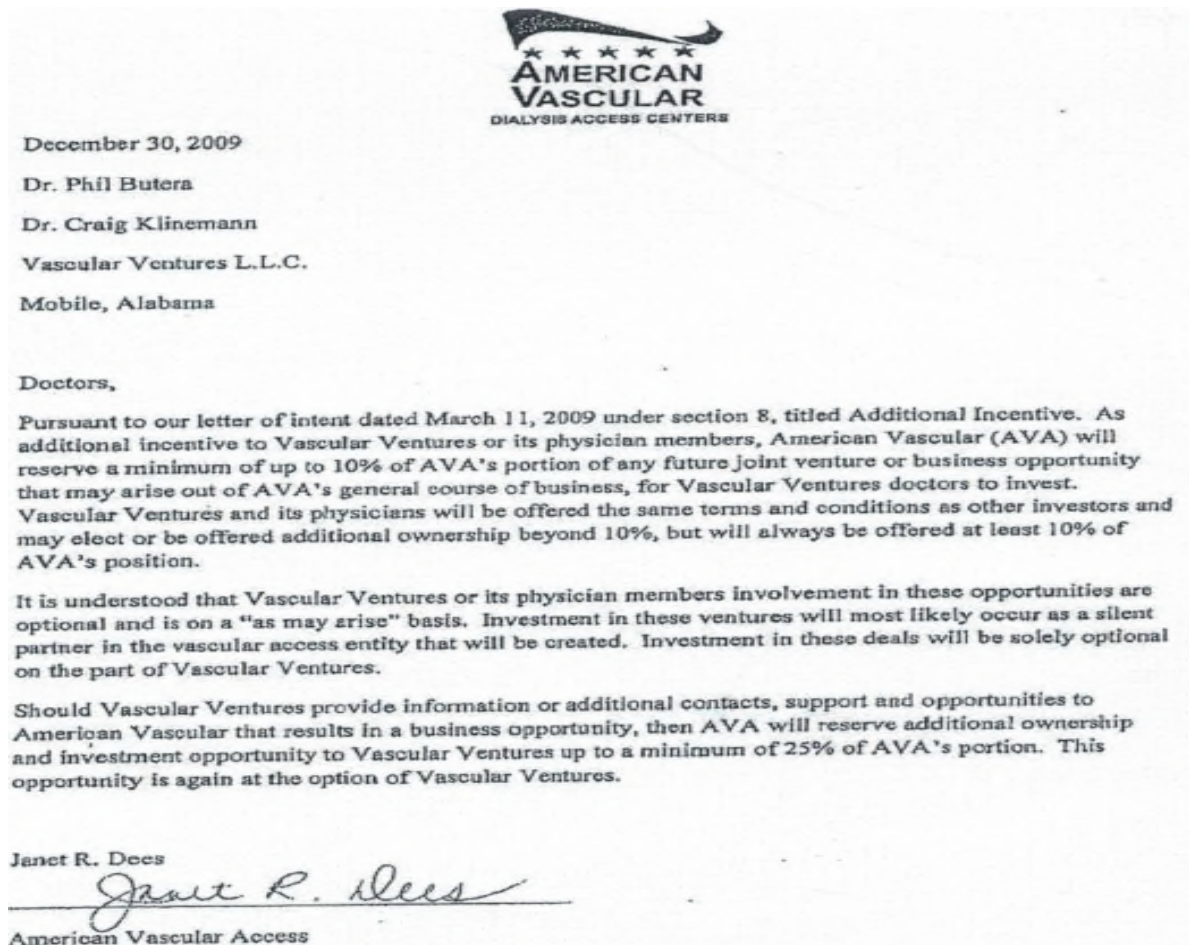 AMERICAN
VASCULAR
DIALYSIS ACCESS CENTERS
December 30, 2009
Dr. Phil Butera
Dr. Craig Klinemann
Vascular Ventures L.L.C.
Mobile, Alabama
Doctors,
Pursuant to our letter of intent dated March 11, 2009 under section 8, titled Additional Incentive. As
additional incentive to Vascular Ventures or its physician members, American Vascular (AVA) will
reserve a minimum of up to 10% of AVA's portion of any future joint venture or business opportunity
that may arise out of AVA's general course of business, for Vascular Ventures doctors to invest.
Vascular Ventures and its physicians will be offered the same terms and conditions as other investors and
may elect or be offered additional ownership beyond 10%, but will always be offered at least 10% of
AVA's position.
It is understood that Vascular Ventures or its physician members involvement in these opportunities are
optional and is on a "as may arise" basis. Investment in these ventures will most likely occur as a silent
partner in the vascular access entity that will be created. Investment in these deals will be solely optional
on the part of Vascular Ventures.
Should Vascular Ventures provide information or additional contacts, support and opportunities to
American Vascular that results in a business opportunity, then AVA will reserve additional ownership
and investment opportunity to Vascular Ventures up to a minimum of 25% of AVA's portion. This
opportunity is again at the option of Vascular Ventures.
Janet R. Dees
Janet R. Dees
American Vascular Access